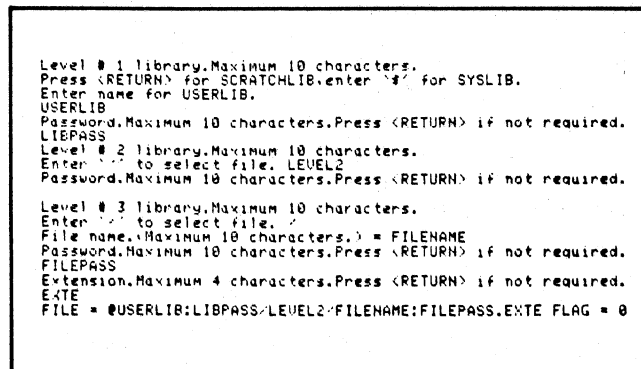 Level # 1 library.Maximum 10 characters.
Press <RETURN> for SCRATCHLIB.enter `$' for SYSLIB.
Enter name for USERLIB.
USERLIB
Password.Maximum 10 characters.Press <RETURN> if not required.
LIBPASS
Level # 2 library.Maximum 10 characters.
Enter `/' to select file. LEVEL2
Password.Maximum 10 characters.Press <RETURN> if not required.
Level # 3 library.Maximum 10 characters.
Enter `/' to select file. /
File name.(Maximum 10 characters.) = FILENAME
Password.Maximum 10 characters.Press <RETURN> if not required.
FILEPASS
Extension.Maximum 4 characters.Press <RETURN> if not required.
EXTE
FILE = @USERLIB:LIBPASS/LEVEL2/FILENAME:FILEPASS.EXTE FLAG = 0